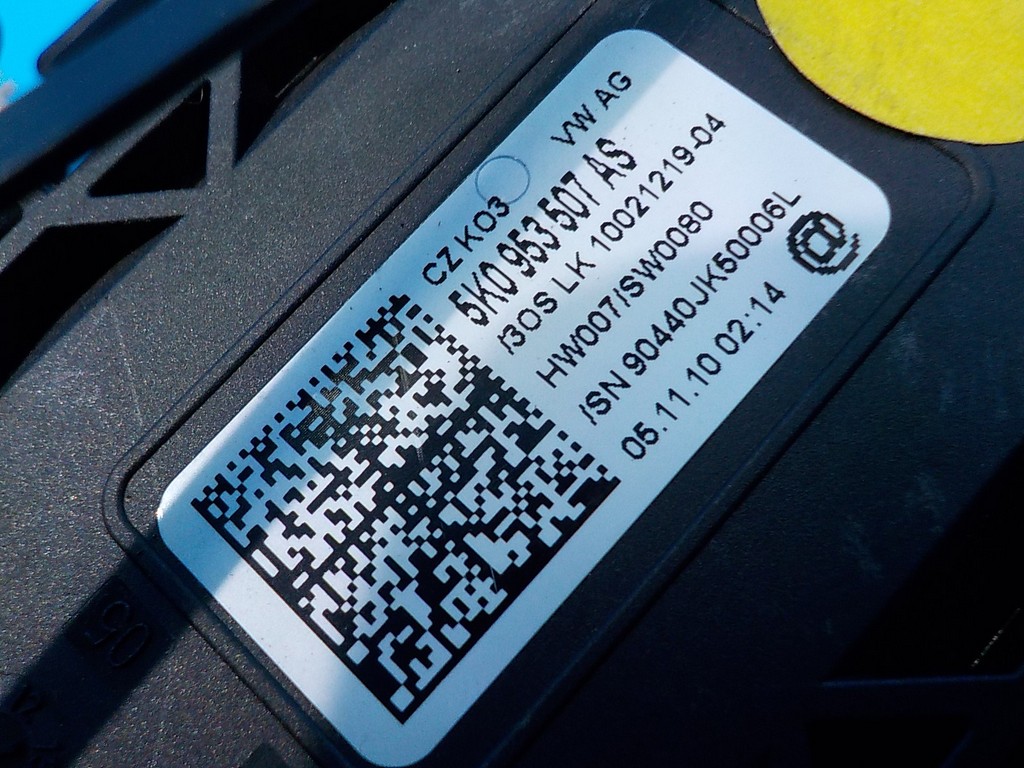 CZ KO3 VW AG
5K0 953 507 AS
/3OS LK 10021219-04
HW007/SW0080
/SN 90440JK50006L
05.11.10 02:14
@
05